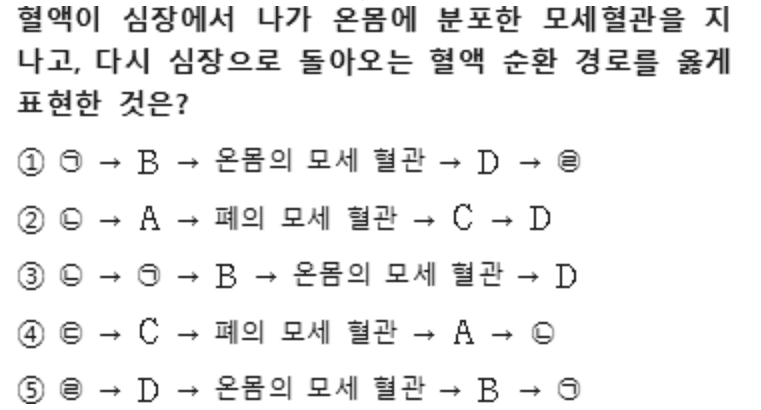 혈액이 심장에서 나가 온몸에 분포한 모세혈관을 지
나고, 다시 심장으로 돌아오는 혈액 순환 경로를 옳게
표현한 것은?
① ㉠ → B → 온몸의 모세 혈관 → D → ㉣
② ㉡ → A → 폐의 모세 혈관 → C → D
③ ㉡ → ㉠ → B → 온몸의 모세 혈관 → D
④ ㉢ → C → 폐의 모세 혈관 → A → ㉡
⑤ ㉣ → D → 온몸의 모세 혈관 → B → ㉠